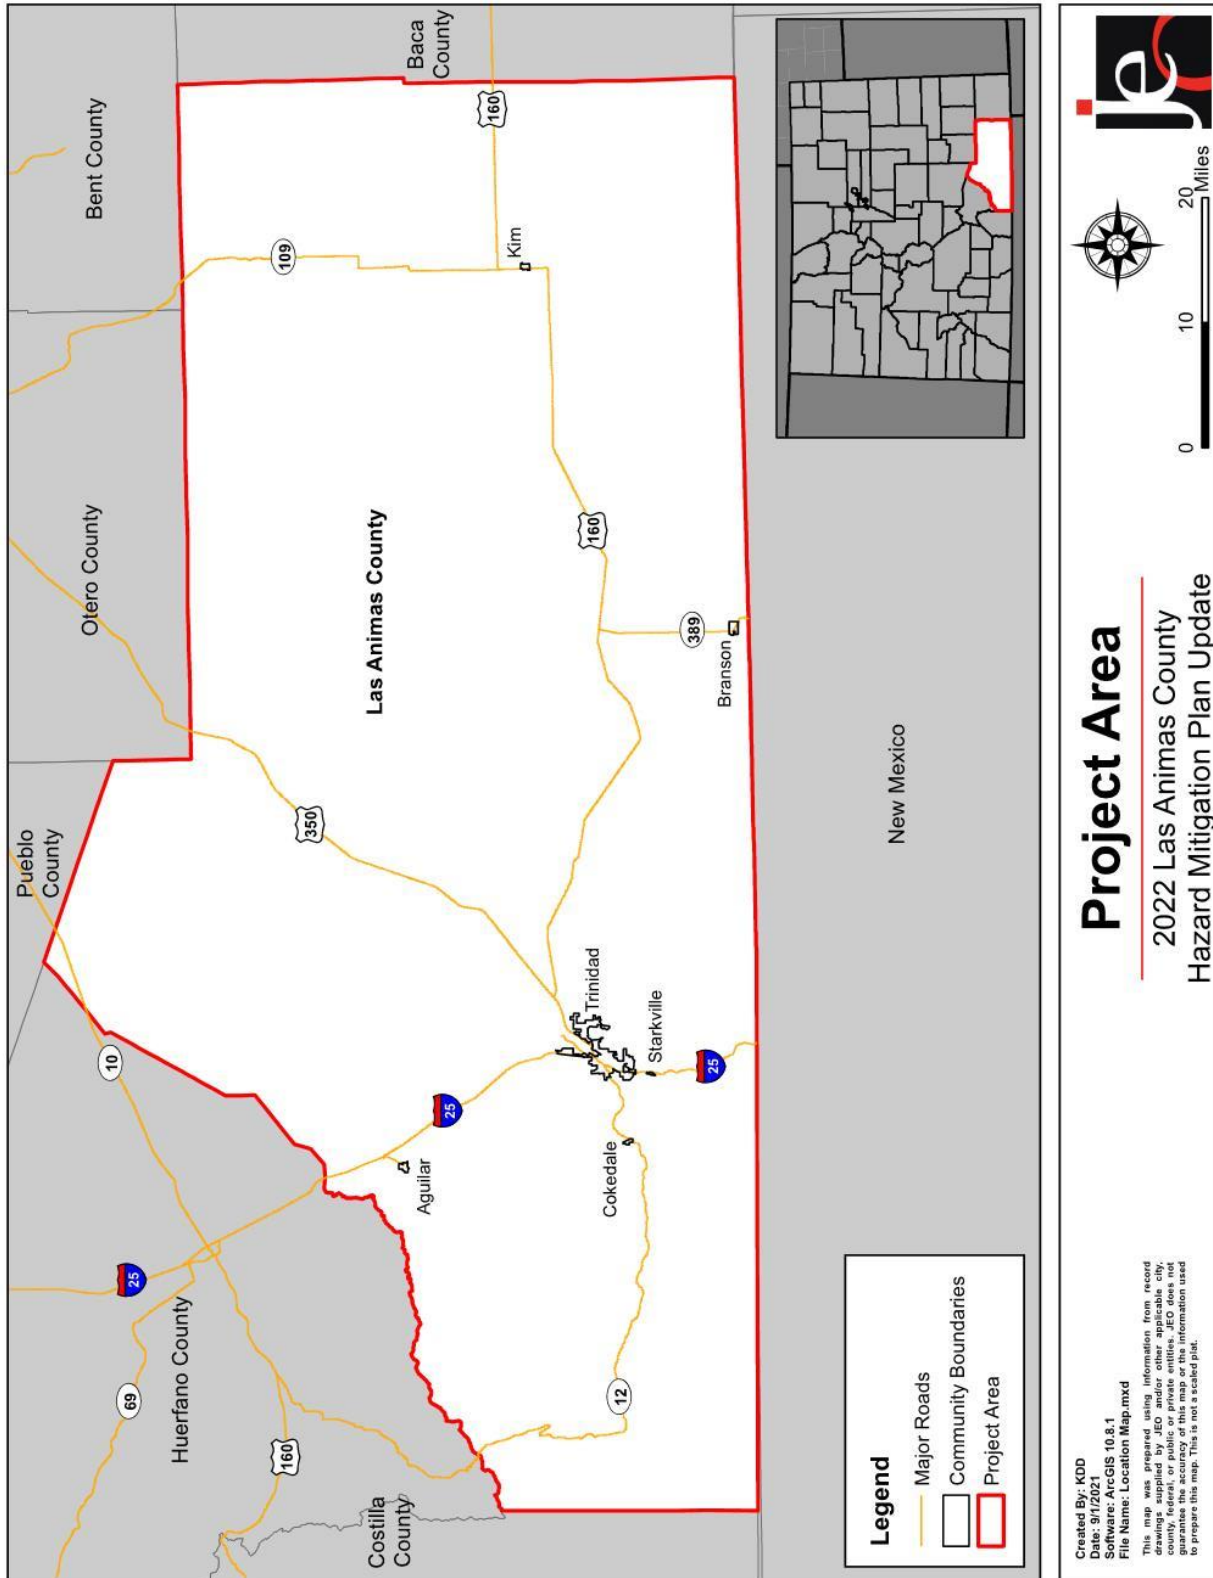 Pueblo
County
Otero County
Bent County
Baca
County
Huerfano County
Costilla
County
10
25
69
160
109
350
Las Animas County
25
160
Aguilar
Kim
Trinidad
160
Cokedale
Starkville
12
25
389
Branson
New Mexico
Legend
Major Roads
Community Boundaries
Project Area
Created By: KDD
Date: 9/1/2021
Software: ArcGIS 10.8.1
File Name: Location Map.mxd
This map was prepared using information from record
drawings supplied by JEO and/or other applicable city,
county, federal, or public or private entities. JEO does not
guarantee the accuracy of this map or the information used
to prepare this map. This is not a scaled plat.
Project Area
2022 Las Animas County
Hazard Mitigation Plan Update
0 10 20
Miles
jeo